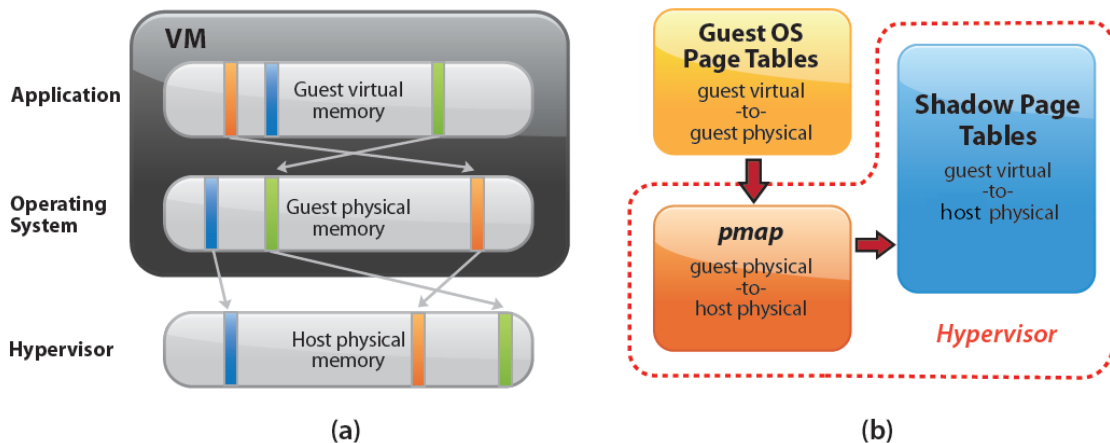 VM
Application
Guest virtual
memory
Operating
System
Guest physical
memory
Hypervisor
Host physical
memory
(a)
Guest OS
Page Tables
guest virtual
-to-
guest physical
pmap
guest physical
-to-
host physical
Shadow Page
Tables
guest virtual
-to-
host physical
Hypervisor
(b)